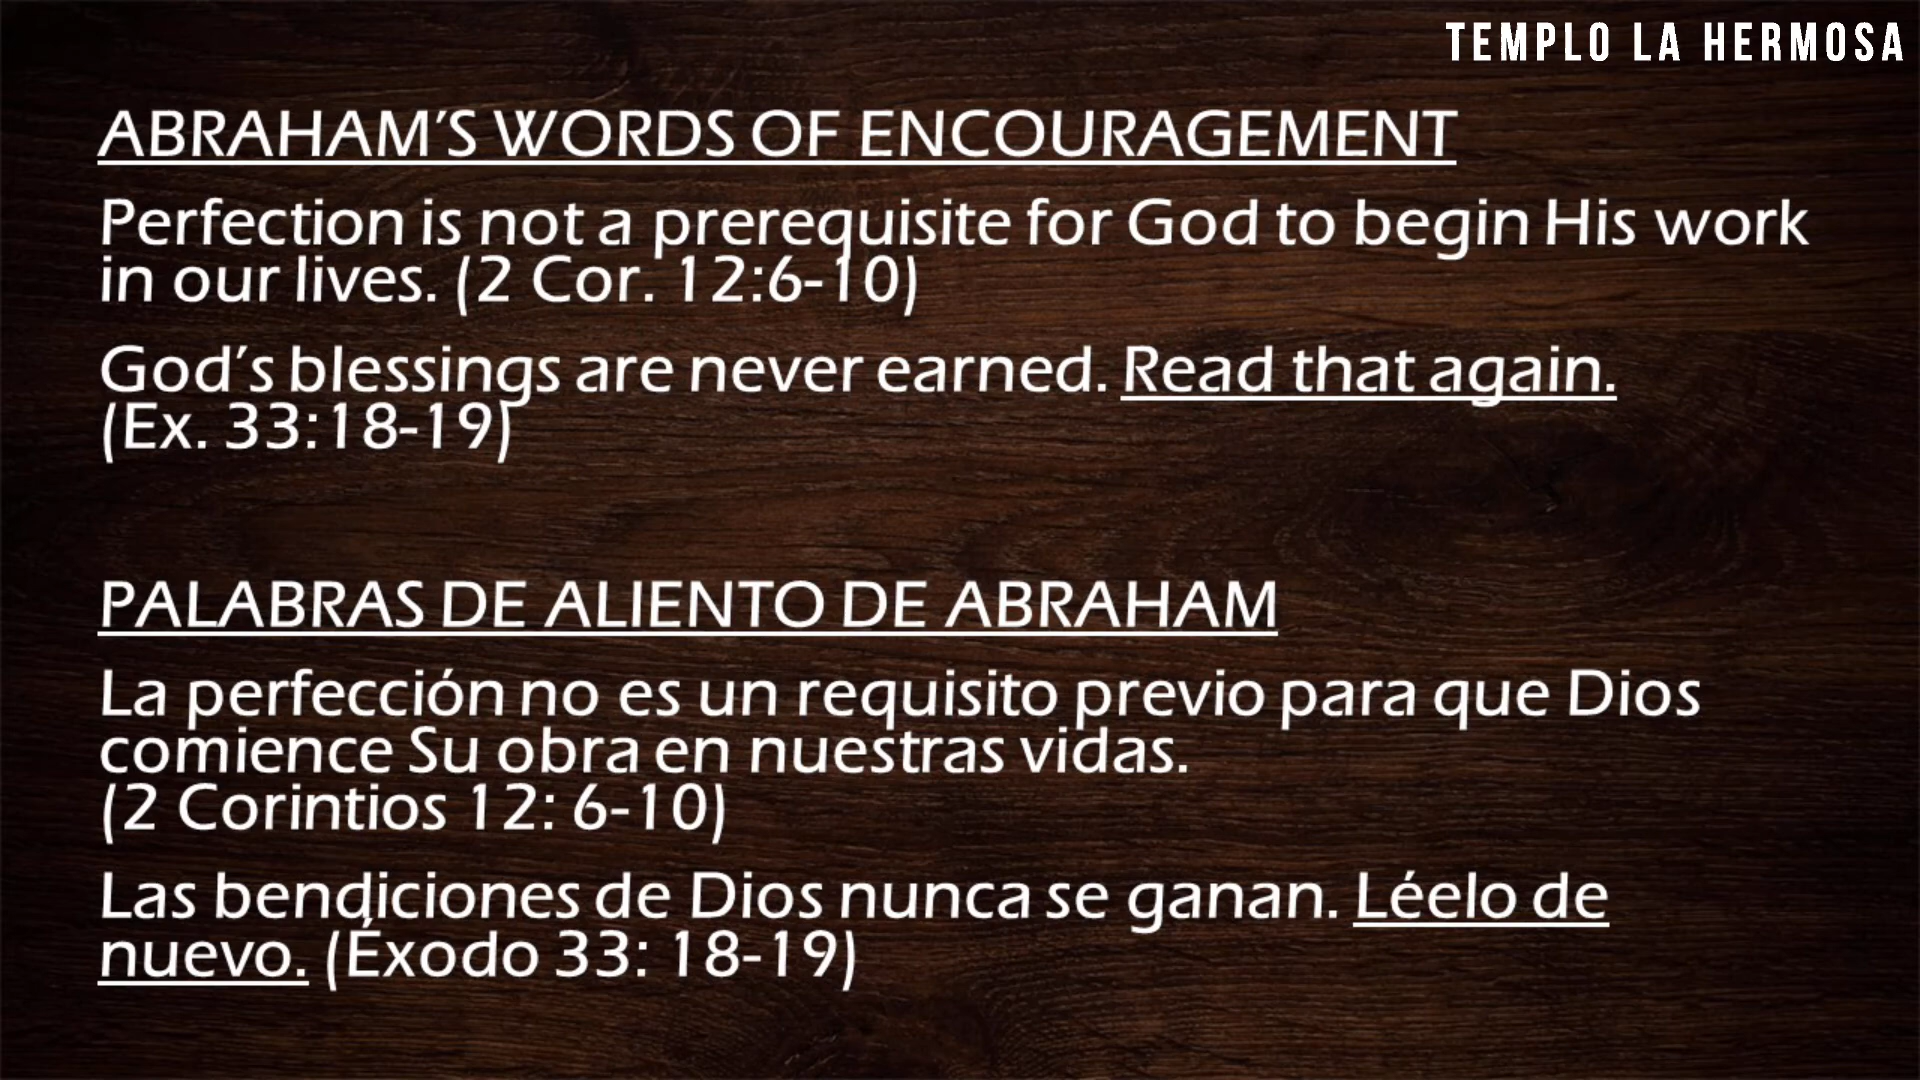 TEMPLO LA HERMOSA
ABRAHAM'S WORDS OF ENCOURAGEMENT
Perfection is not a prerequisite for God to begin His work
in our lives. (2 Cor. 12:6-10)
God's blessings are never earned. Read that again.
(Ex. 33:18-19)
PALABRAS DE ALIENTO DE ABRAHAM
La perfección no es un requisito previo para que Dios
comience Su obra en nuestras vidas.
(2 Corintios 12: 6-10)
Las bendiciones de Dios nunca se ganan. Léelo de
nuevo. (Éxodo 33: 18-19)